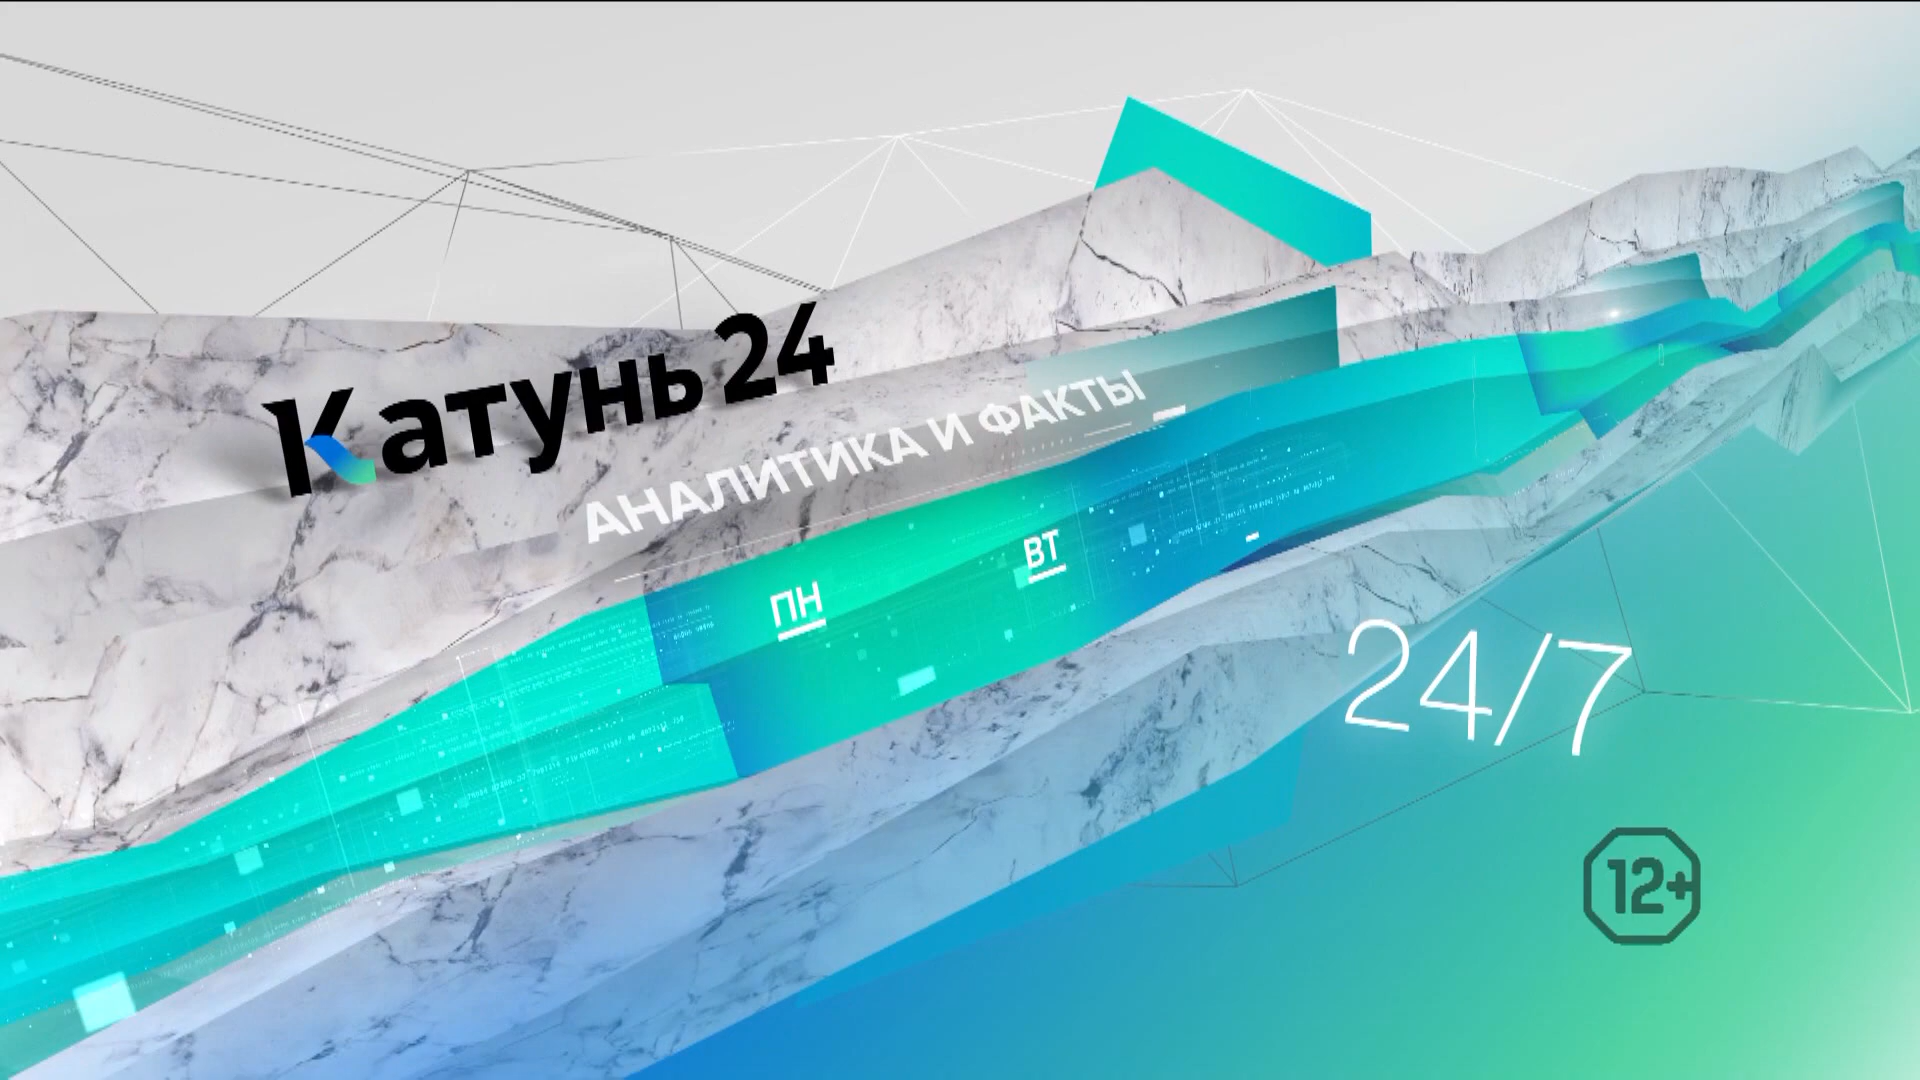 Катунь 24
АНАЛИТИКА И ФАКТЫ
ПН
ВТ
24/7
12+